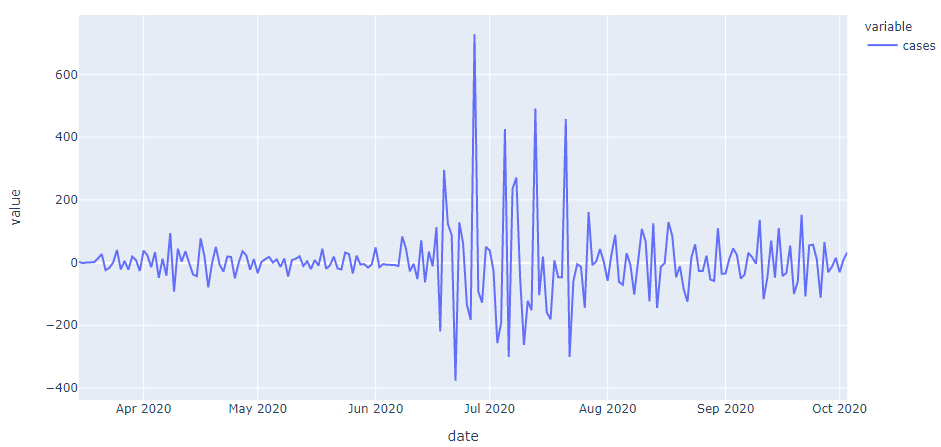 variable
cases
value
600
400
200
0
−200
−400
Apr 2020
May 2020
Jun 2020
Jul 2020
Aug 2020
Sep 2020
Oct 2020
date